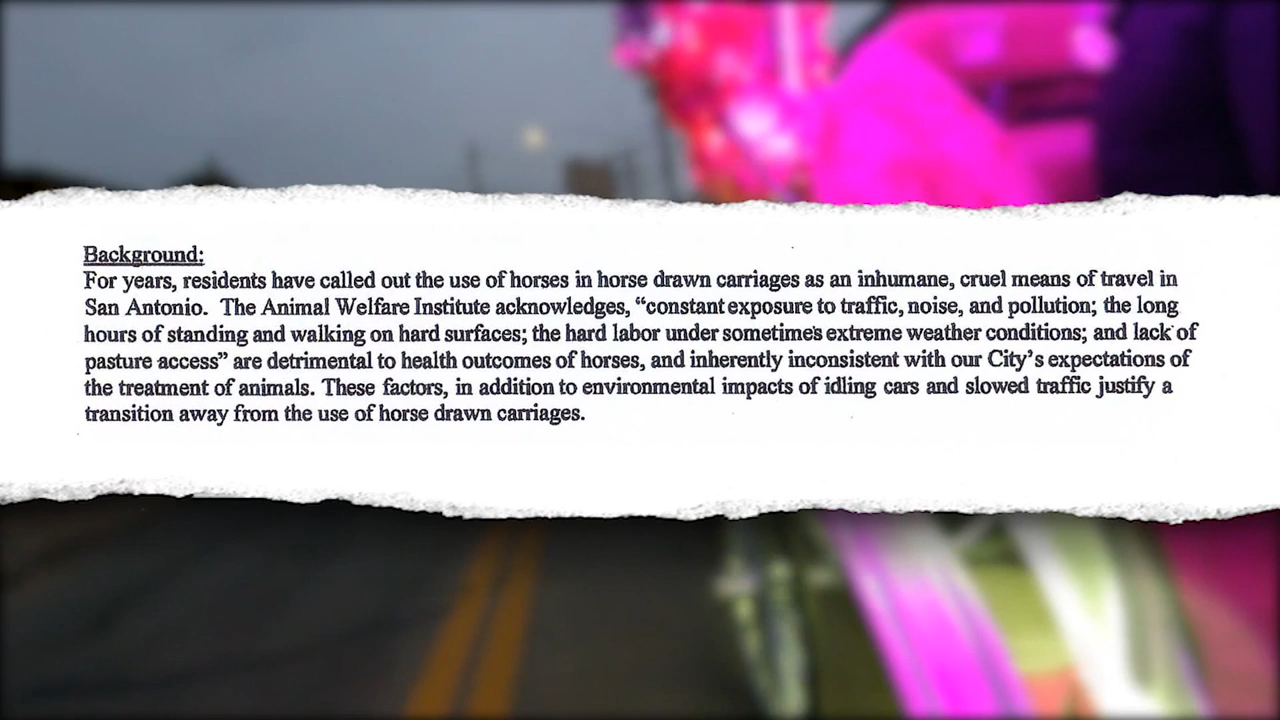 Background:
For years, residents have called out the use of horses in horse drawn carriages as an inhumane, cruel means of travel in
San Antonio.  The Animal Welfare Institute acknowledges, “constant exposure to traffic, noise, and pollution; the long
hours of standing and walking on hard surfaces; the hard labor under sometimes extreme weather conditions; and lack of
pasture access” are detrimental to health outcomes of horses, and inherently inconsistent with our City’s expectations of
the treatment of animals. These factors, in addition to environmental impacts of idling cars and slowed traffic justify a
transition away from the use of horse drawn carriages.